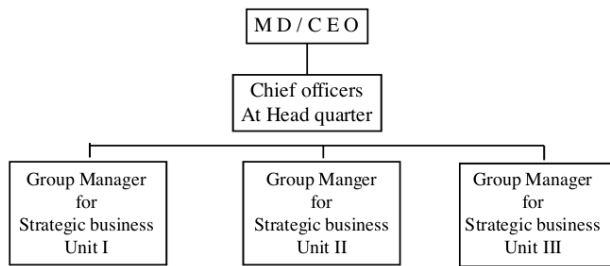 M D / C E O
Chief officers
At Head quarter
Group Manager
for
Strategic business
Unit I
Group Manger
for
Strategic business
Unit II
Group Manager
for
Strategic business
Unit III